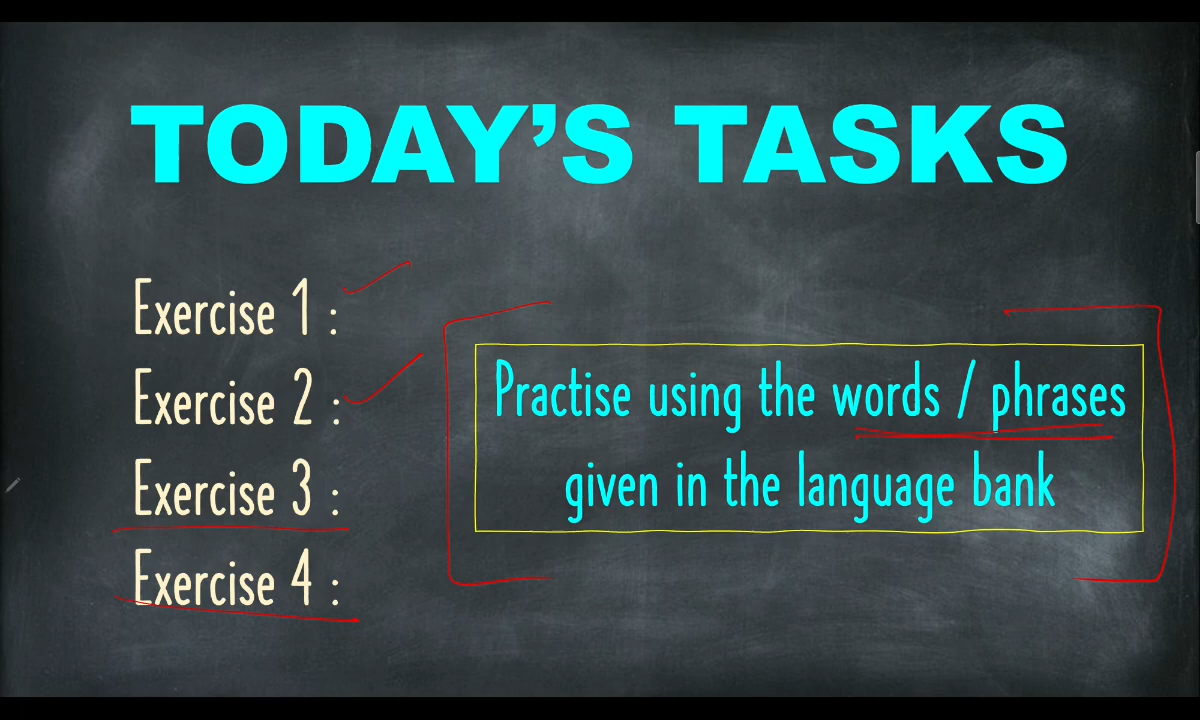 TODAY'S TASKS
Exercise 1 :
Exercise 2 :
Exercise 3 :
Exercise 4 :
Practise using the words / phrases
given in the language bank